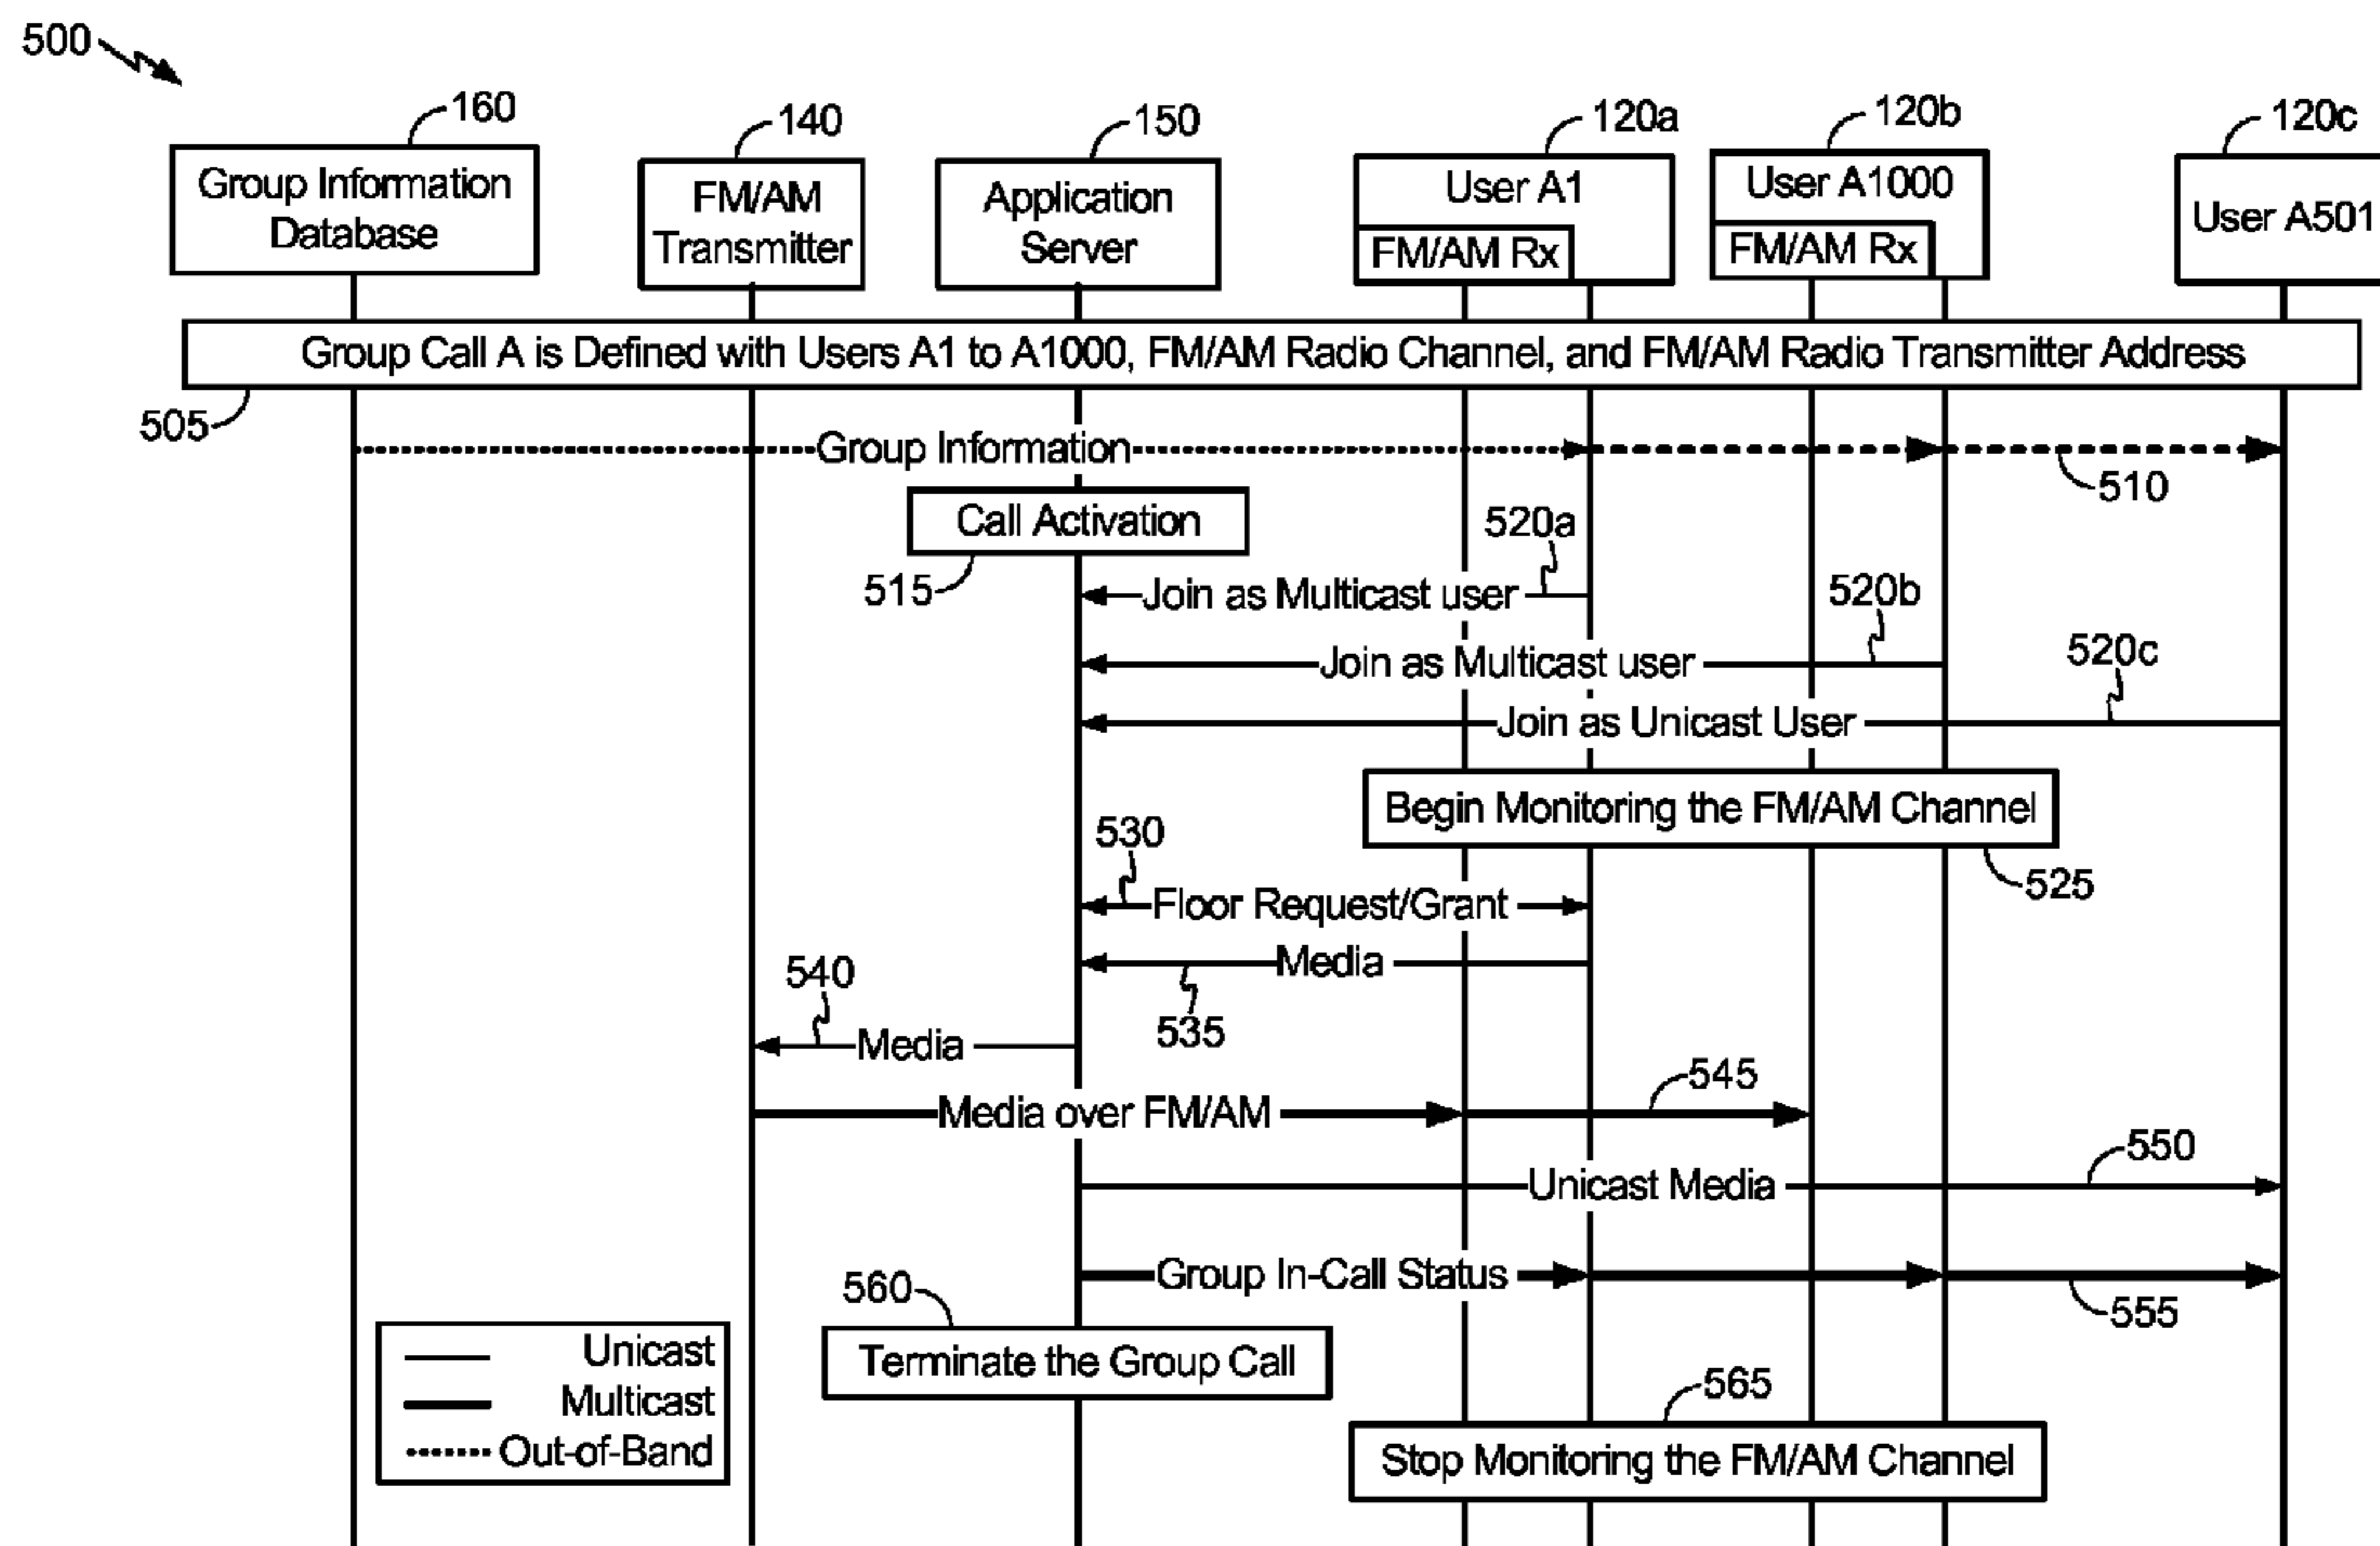 500
160
140
150
120a
120b
120c
Group Information
Database
FM/AM
Transmitter
Application
Server
User A1
FM/AM Rx
User A1000
FM/AM Rx
User A501
Group Call A is Defined with Users A1 to A1000, FM/AM Radio Channel, and FM/AM Radio Transmitter Address
505
Group Information
510
Call Activation
515
520a
Join as Multicast user
520b
Join as Multicast user
520c
Join as Unicast User
Begin Monitoring the FM/AM Channel
525
530
Floor Request/Grant
Media
535
540
Media
545
Media over FM/AM
550
Unicast Media
Group In-Call Status
555
560
Terminate the Group Call
Unicast
Multicast
Out-of-Band
565
Stop Monitoring the FM/AM Channel